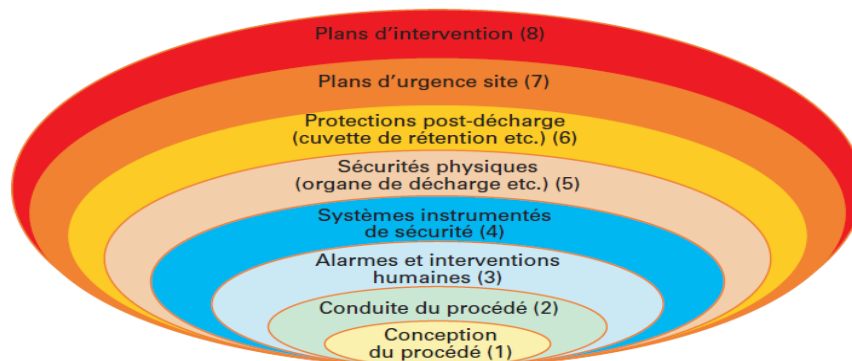 Plans d'intervention (8)
Plans d'urgence site (7)
Protections post-décharge
(cuvette de rétention etc.) (6)
Sécurités physiques
(organe de décharge etc.) (5)
Systèmes instrumentés
de sécurité (4)
Alarmes et interventions
humaines (3)
Conduite du procédé (2)
Conception
du procédé (1)